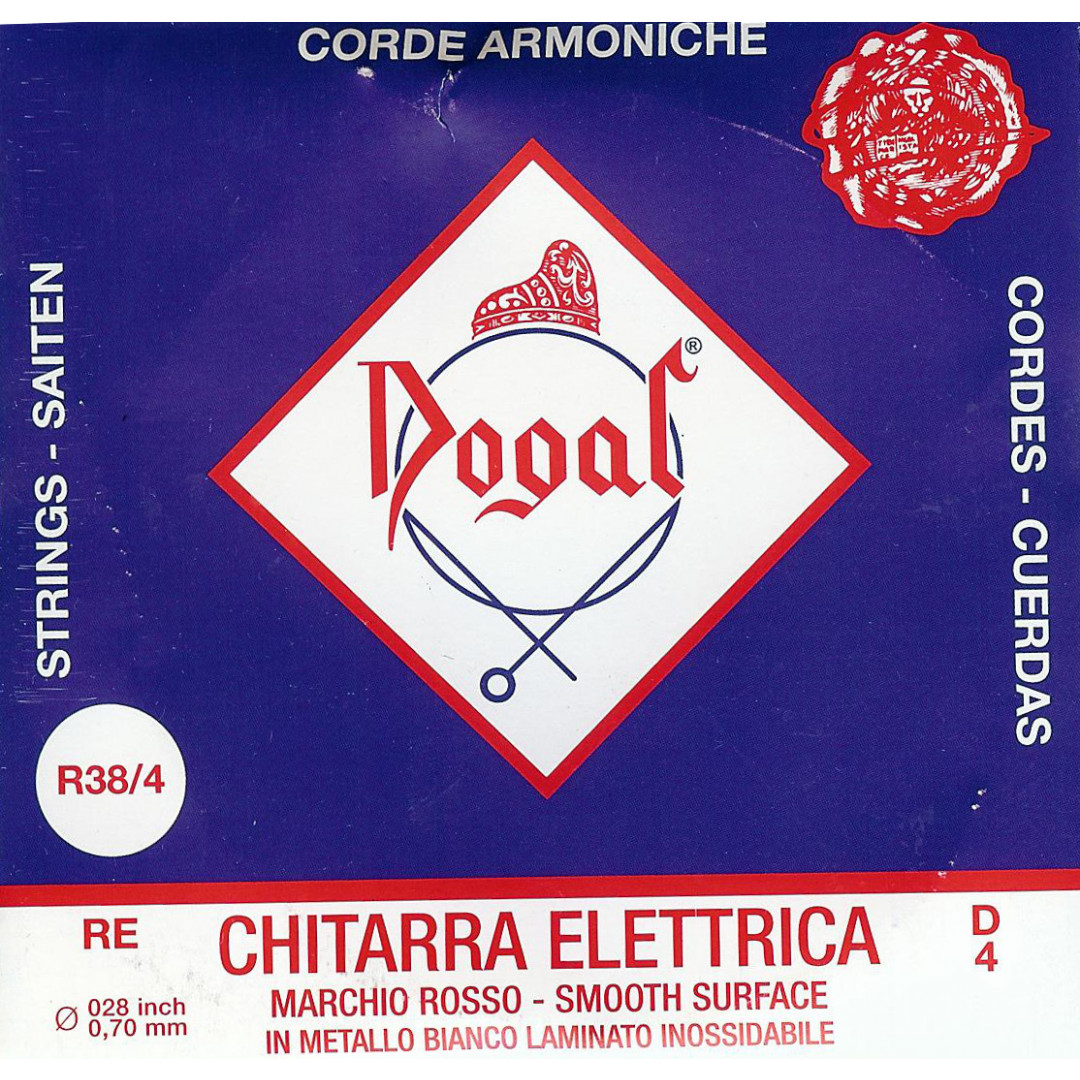 CORDE ARMONICHE
STRINGS - SAITEN
CORDES - CUERDAS
Dogal®
R38/4
RE
CHITARRA ELETTRICA
D
4
MARCHIO ROSSO - SMOOTH SURFACE
Ø 028 inch
0,70 mm
IN METALLO BIANCO LAMINATO INOSSIDABILE